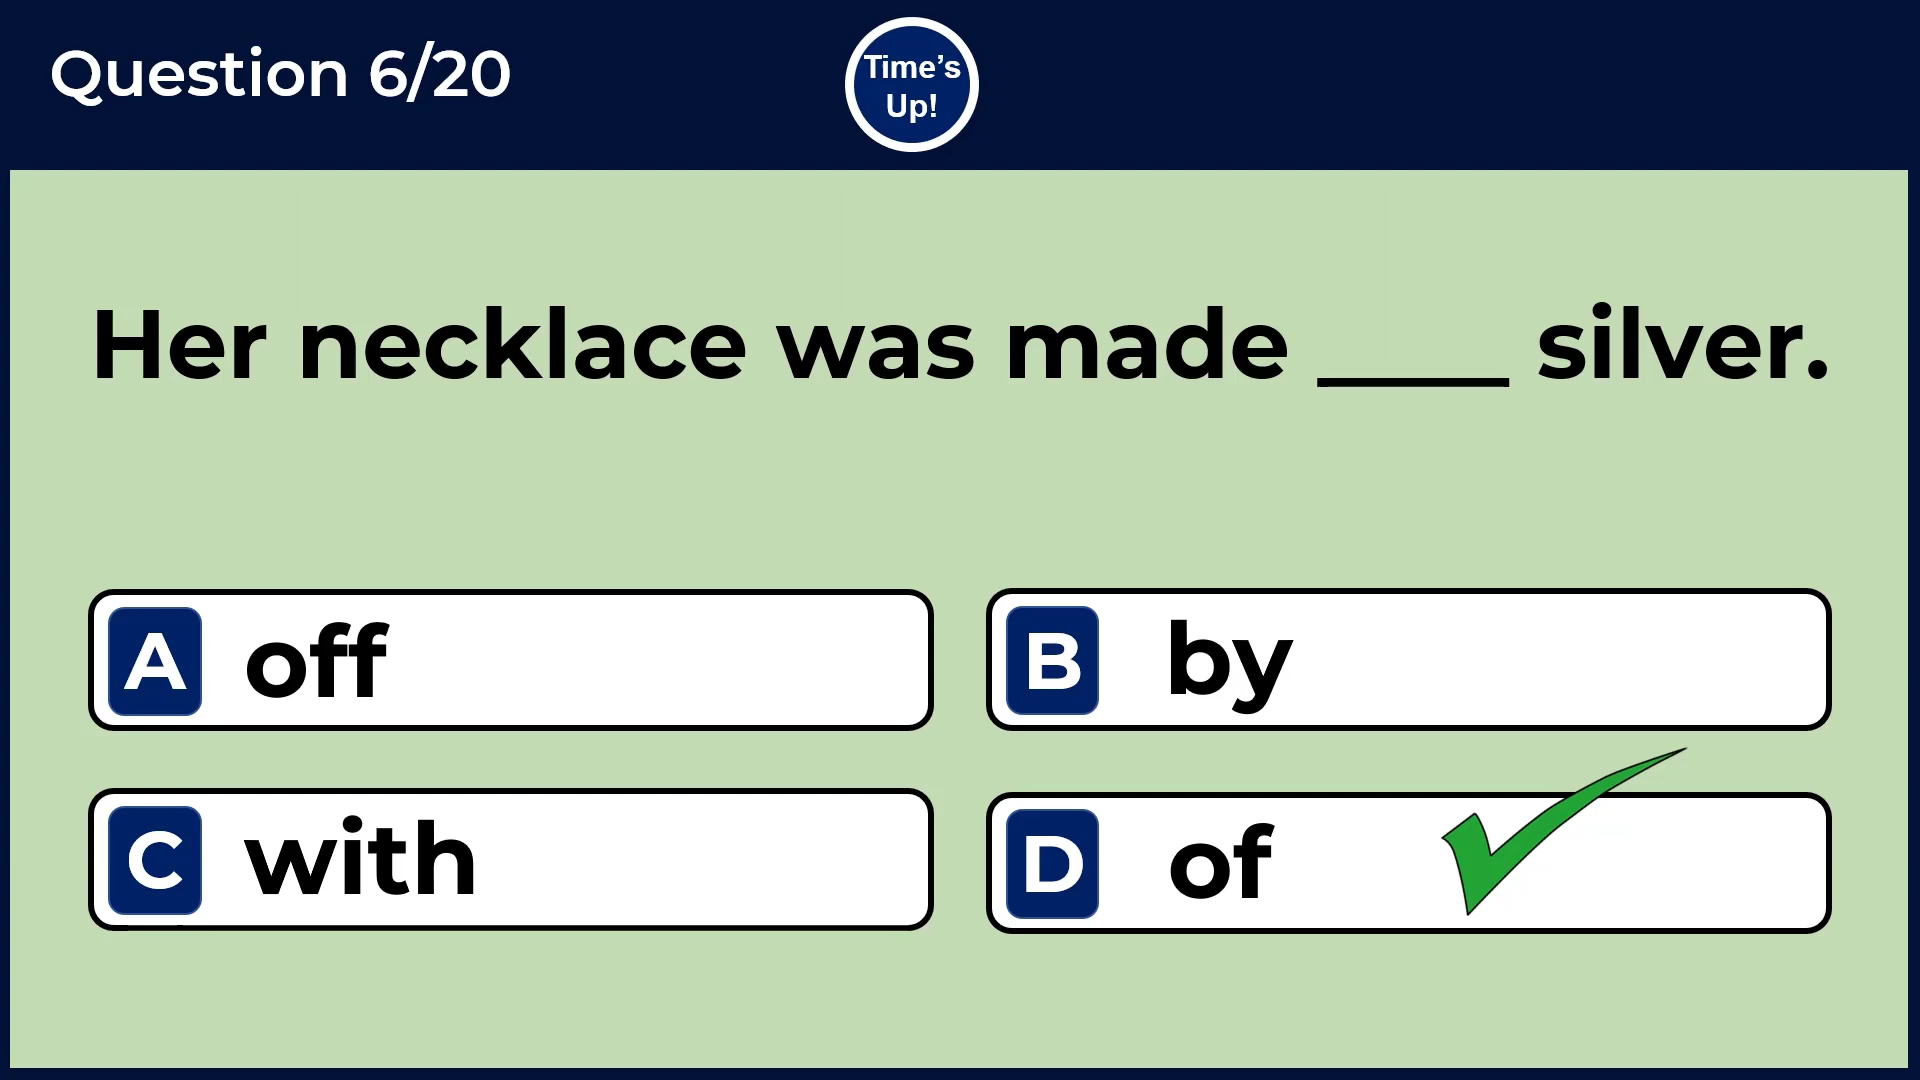 Question 6/20
Time's
Up!
Her necklace was made ____ silver.
A off
B by
C with
D of